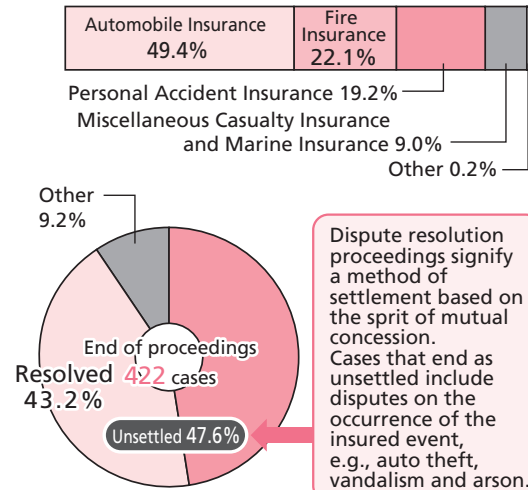 Automobile Insurance
49.4%
Fire
Insurance
22.1%
Personal Accident Insurance 19.2%
Miscellaneous Casualty Insurance
and Marine Insurance 9.0%
Other 0.2%
Other
9.2%
End of proceedings
422 cases
Resolved
43.2%
Unsettled 47.6%
Dispute resolution
proceedings signify
a method of
settlement based on
the sprit of mutual
concession.
Cases that end as
unsettled include
disputes on the
occurrence of the
insured event,
e.g., auto theft,
vandalism and arson.